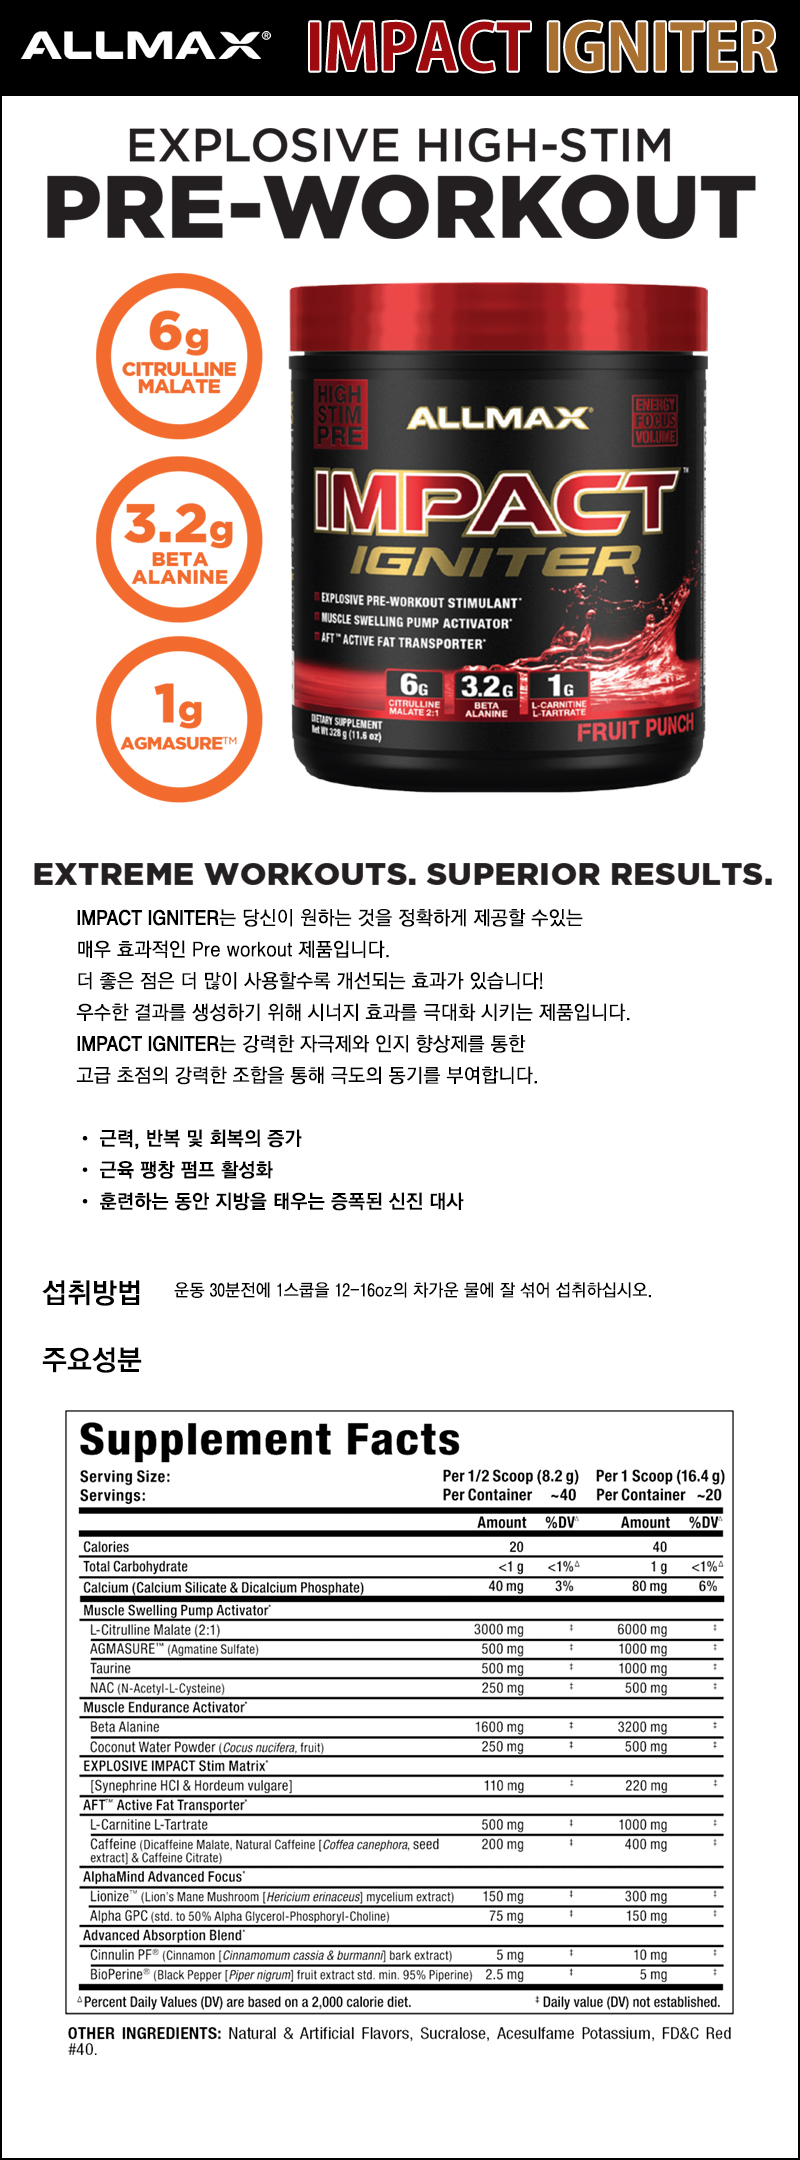 ALLMAX® IMPACT IGNITER
EXPLOSIVE HIGH-STIM
PRE-WORKOUT
6g
CITRULLINE
MALATE
3.2g
BETA
ALANINE
1g
AGMASURE™
HIGH
STIM
PRE
ALLMAX®
ENERGY
FOCUS
VOLUME
IMPACT™
IGNITER
EXPLOSIVE PRE-WORKOUT STIMULANT*
MUSCLE SWELLING PUMP ACTIVATOR*
AFT™ ACTIVE FAT TRANSPORTER*
6G
CITRULLINE
MALATE 2:1
3.2G
BETA
ALANINE
1G
L-CARNITINE
L-TARTRATE
DIETARY SUPPLEMENT
Net Wt 328 g (11.6 oz)
FRUIT PUNCH
EXTREME WORKOUTS. SUPERIOR RESULTS.
IMPACT IGNITER는 당신이 원하는 것을 정확하게 제공할 수있는
매우 효과적인 Pre workout 제품입니다.
더 좋은 점은 더 많이 사용할수록 개선되는 효과가 있습니다!
우수한 결과를 생성하기 위해 시너지 효과를 극대화 시키는 제품입니다.
IMPACT IGNITER는 강력한 자극제와 인지 향상제를 통한
고급 초점의 강력한 조합을 통해 극도의 동기를 부여합니다.
• 근력, 반복 및 회복의 증가
• 근육 팽창 펌프 활성화
• 훈련하는 동안 지방을 태우는 증폭된 신진 대사
섭취방법 운동 30분전에 1스쿱을 12-16oz의 차가운 물에 잘 섞어 섭취하십시오.
주요성분
Supplement Facts
Serving Size: Per 1/2 Scoop (8.2 g) Per 1 Scoop (16.4 g)
Servings: Per Container ~40 Per Container ~20
Amount %DV△ Amount %DV△
Calories 20 40
Total Carbohydrate <1 g <1%△ 1 g <1%△
Calcium (Calcium Silicate & Dicalcium Phosphate) 40 mg 3% 80 mg 6%
Muscle Swelling Pump Activator*
L-Citrulline Malate (2:1) 3000 mg ‡ 6000 mg ‡
AGMASURE™ (Agmatine Sulfate) 500 mg ‡ 1000 mg ‡
Taurine 500 mg ‡ 1000 mg ‡
NAC (N-Acetyl-L-Cysteine) 250 mg ‡ 500 mg ‡
Muscle Endurance Activator*
Beta Alanine 1600 mg ‡ 3200 mg ‡
Coconut Water Powder (Cocus nucifera, fruit) 250 mg ‡ 500 mg ‡
EXPLOSIVE IMPACT Stim Matrix*
[Synephrine HCl & Hordeum vulgare] 110 mg ‡ 220 mg ‡
AFT™ Active Fat Transporter*
L-Carnitine L-Tartrate 500 mg ‡ 1000 mg ‡
Caffeine (Dicaffeine Malate, Natural Caffeine [Coffea canephora, seed 200 mg ‡ 400 mg ‡
extract] & Caffeine Citrate)
AlphaMind Advanced Focus*
Lionize™ (Lion's Mane Mushroom [Hericium erinaceus] mycelium extract) 150 mg ‡ 300 mg ‡
Alpha GPC (std. to 50% Alpha Glycerol-Phosphoryl-Choline) 75 mg ‡ 150 mg ‡
Advanced Absorption Blend*
Cinnulin PF® (Cinnamon [Cinnamomum cassia & burmanni] bark extract) 5 mg ‡ 10 mg ‡
BioPerine® (Black Pepper [Piper nigrum] fruit extract std. min. 95% Piperine) 2.5 mg ‡ 5 mg ‡
△Percent Daily Values (DV) are based on a 2,000 calorie diet. ‡ Daily value (DV) not established.
OTHER INGREDIENTS: Natural & Artificial Flavors, Sucralose, Acesulfame Potassium, FD&C Red
#40.